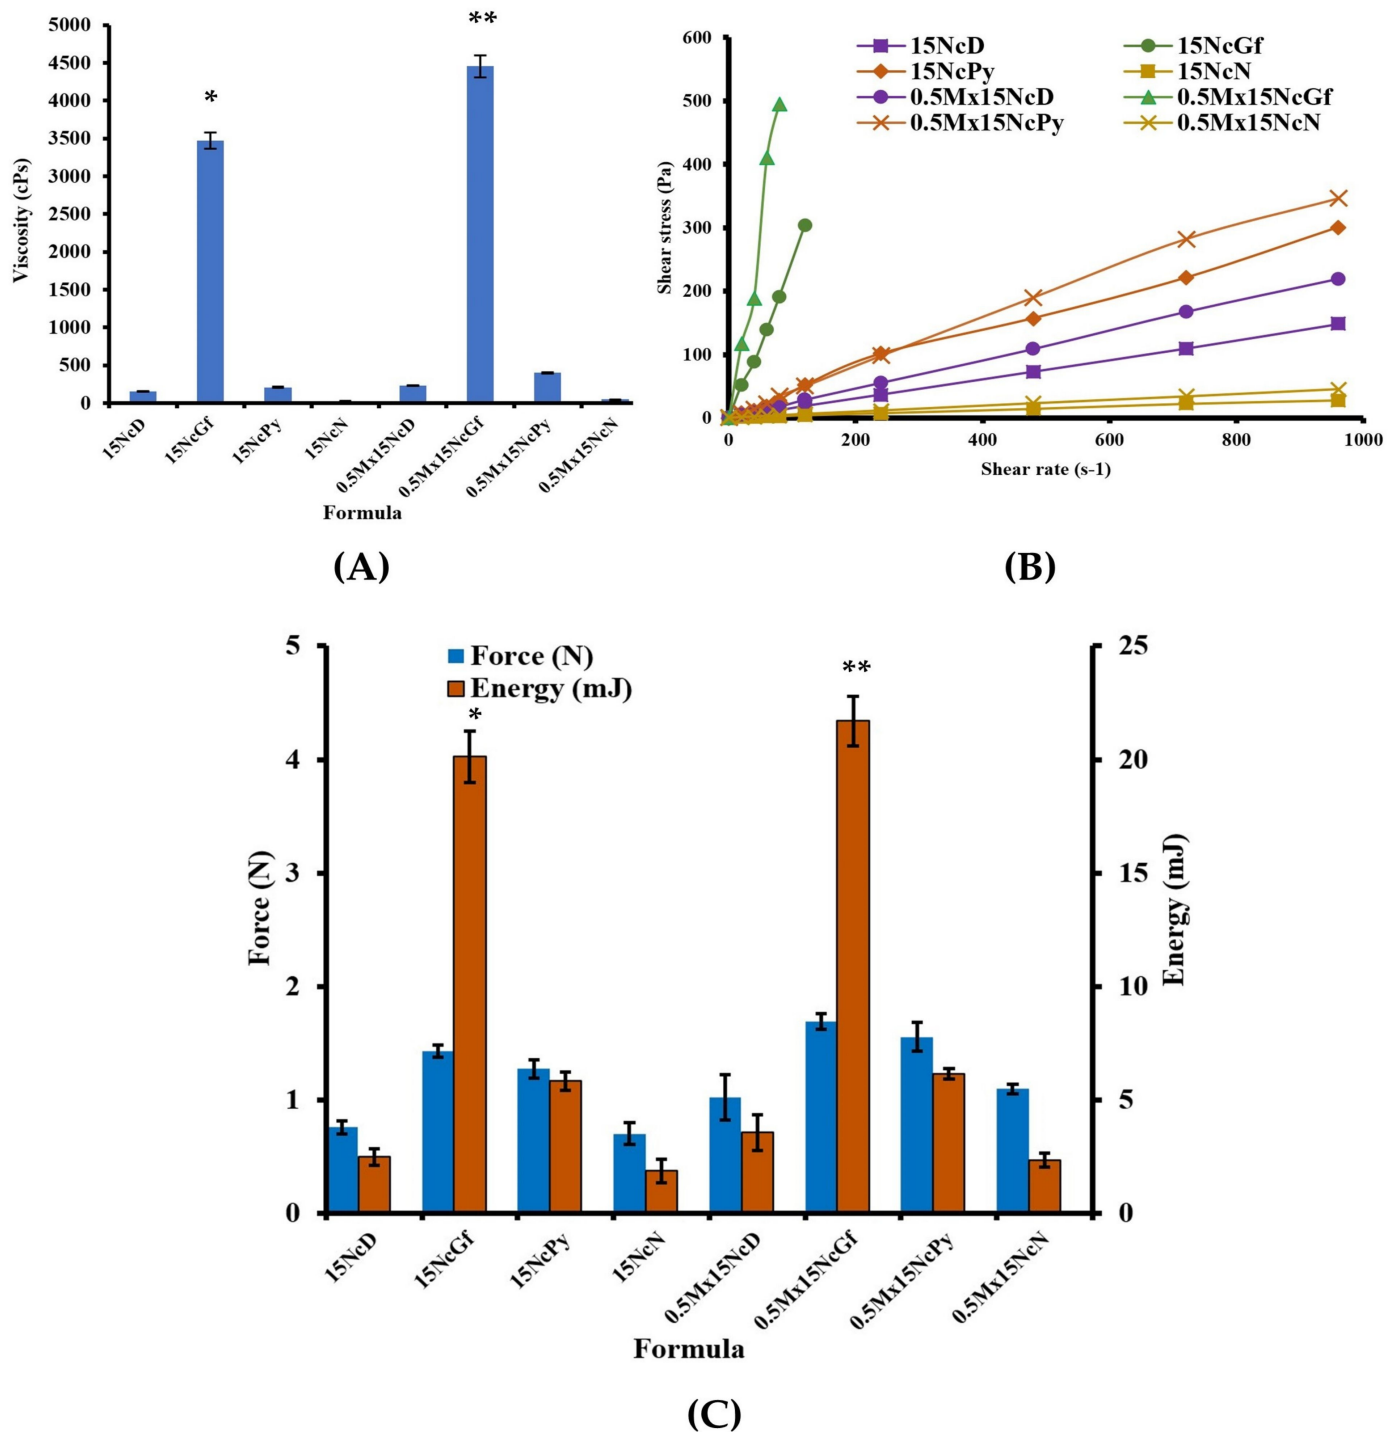 5000
4500
4000
3500
3000
2500
2000
1500
1000
500
0
Viscosity (cPs)
*
**
15NcD
15NcGf
15NcPy
15NcN
0.5Mx15NcD
0.5Mx15NcGf
0.5Mx15NcPy
0.5Mx15NcN
Formula
(A)
600
500
400
300
200
100
0
Shear stress (Pa)
15NcD
15NcGf
15NcPy
15NcN
0.5Mx15NcD
0.5Mx15NcGf
0.5Mx15NcPy
0.5Mx15NcN
0 200 400 600 800 1000
Shear rate (s-1)
(B)
5
4
3
2
1
0
Force (N)
Force (N)
Energy (mJ)
*
**
25
20
15
10
5
0
Energy (mJ)
15NcD
15NcGf
15NcPy
15NcN
0.5Mx15NcD
0.5Mx15NcGf
0.5Mx15NcPy
0.5Mx15NcN
Formula
(C)